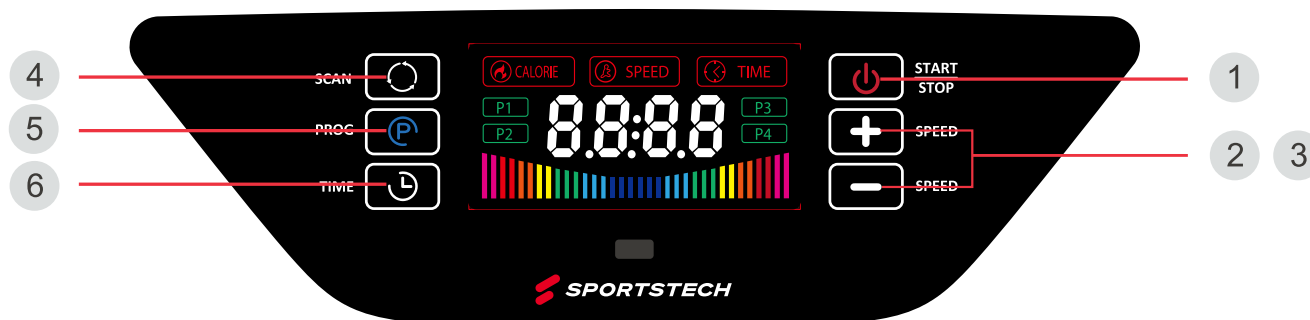 4
SCAN
5
PROG
6
TIME
CALORIE
SPEED
TIME
P1
P2
8.8:8.8
P3
P4
START
STOP
1
SPEED
SPEED
2
3
SPORTSTECH